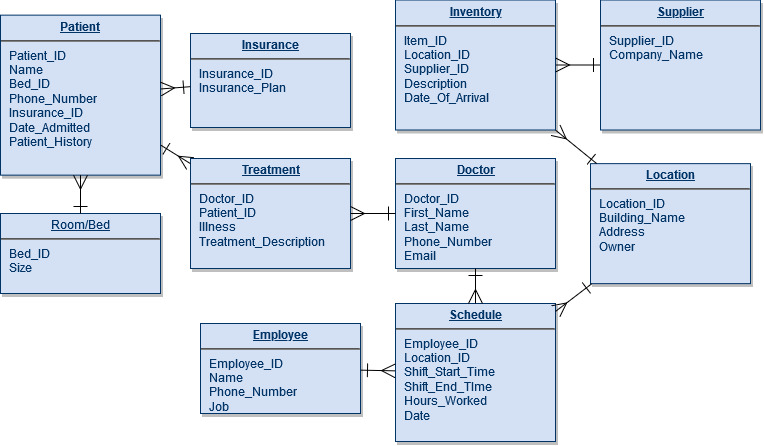 Patient
Patient_ID
Name
Bed_ID
Phone_Number
Insurance_ID
Date_Admitted
Patient_History
Insurance
Insurance_ID
Insurance_Plan
Inventory
Item_ID
Location_ID
Supplier_ID
Description
Date_Of_Arrival
Supplier
Supplier_ID
Company_Name
Room/Bed
Bed_ID
Size
Treatment
Doctor_ID
Patient_ID
Illness
Treatment_Description
Doctor
Doctor_ID
First_Name
Last_Name
Phone_Number
Email
Location
Location_ID
Building_Name
Address
Owner
Employee
Employee_ID
Name
Phone_Number
Job
Schedule
Employee_ID
Location_ID
Shift_Start_Time
Shift_End_TIme
Hours_Worked
Date